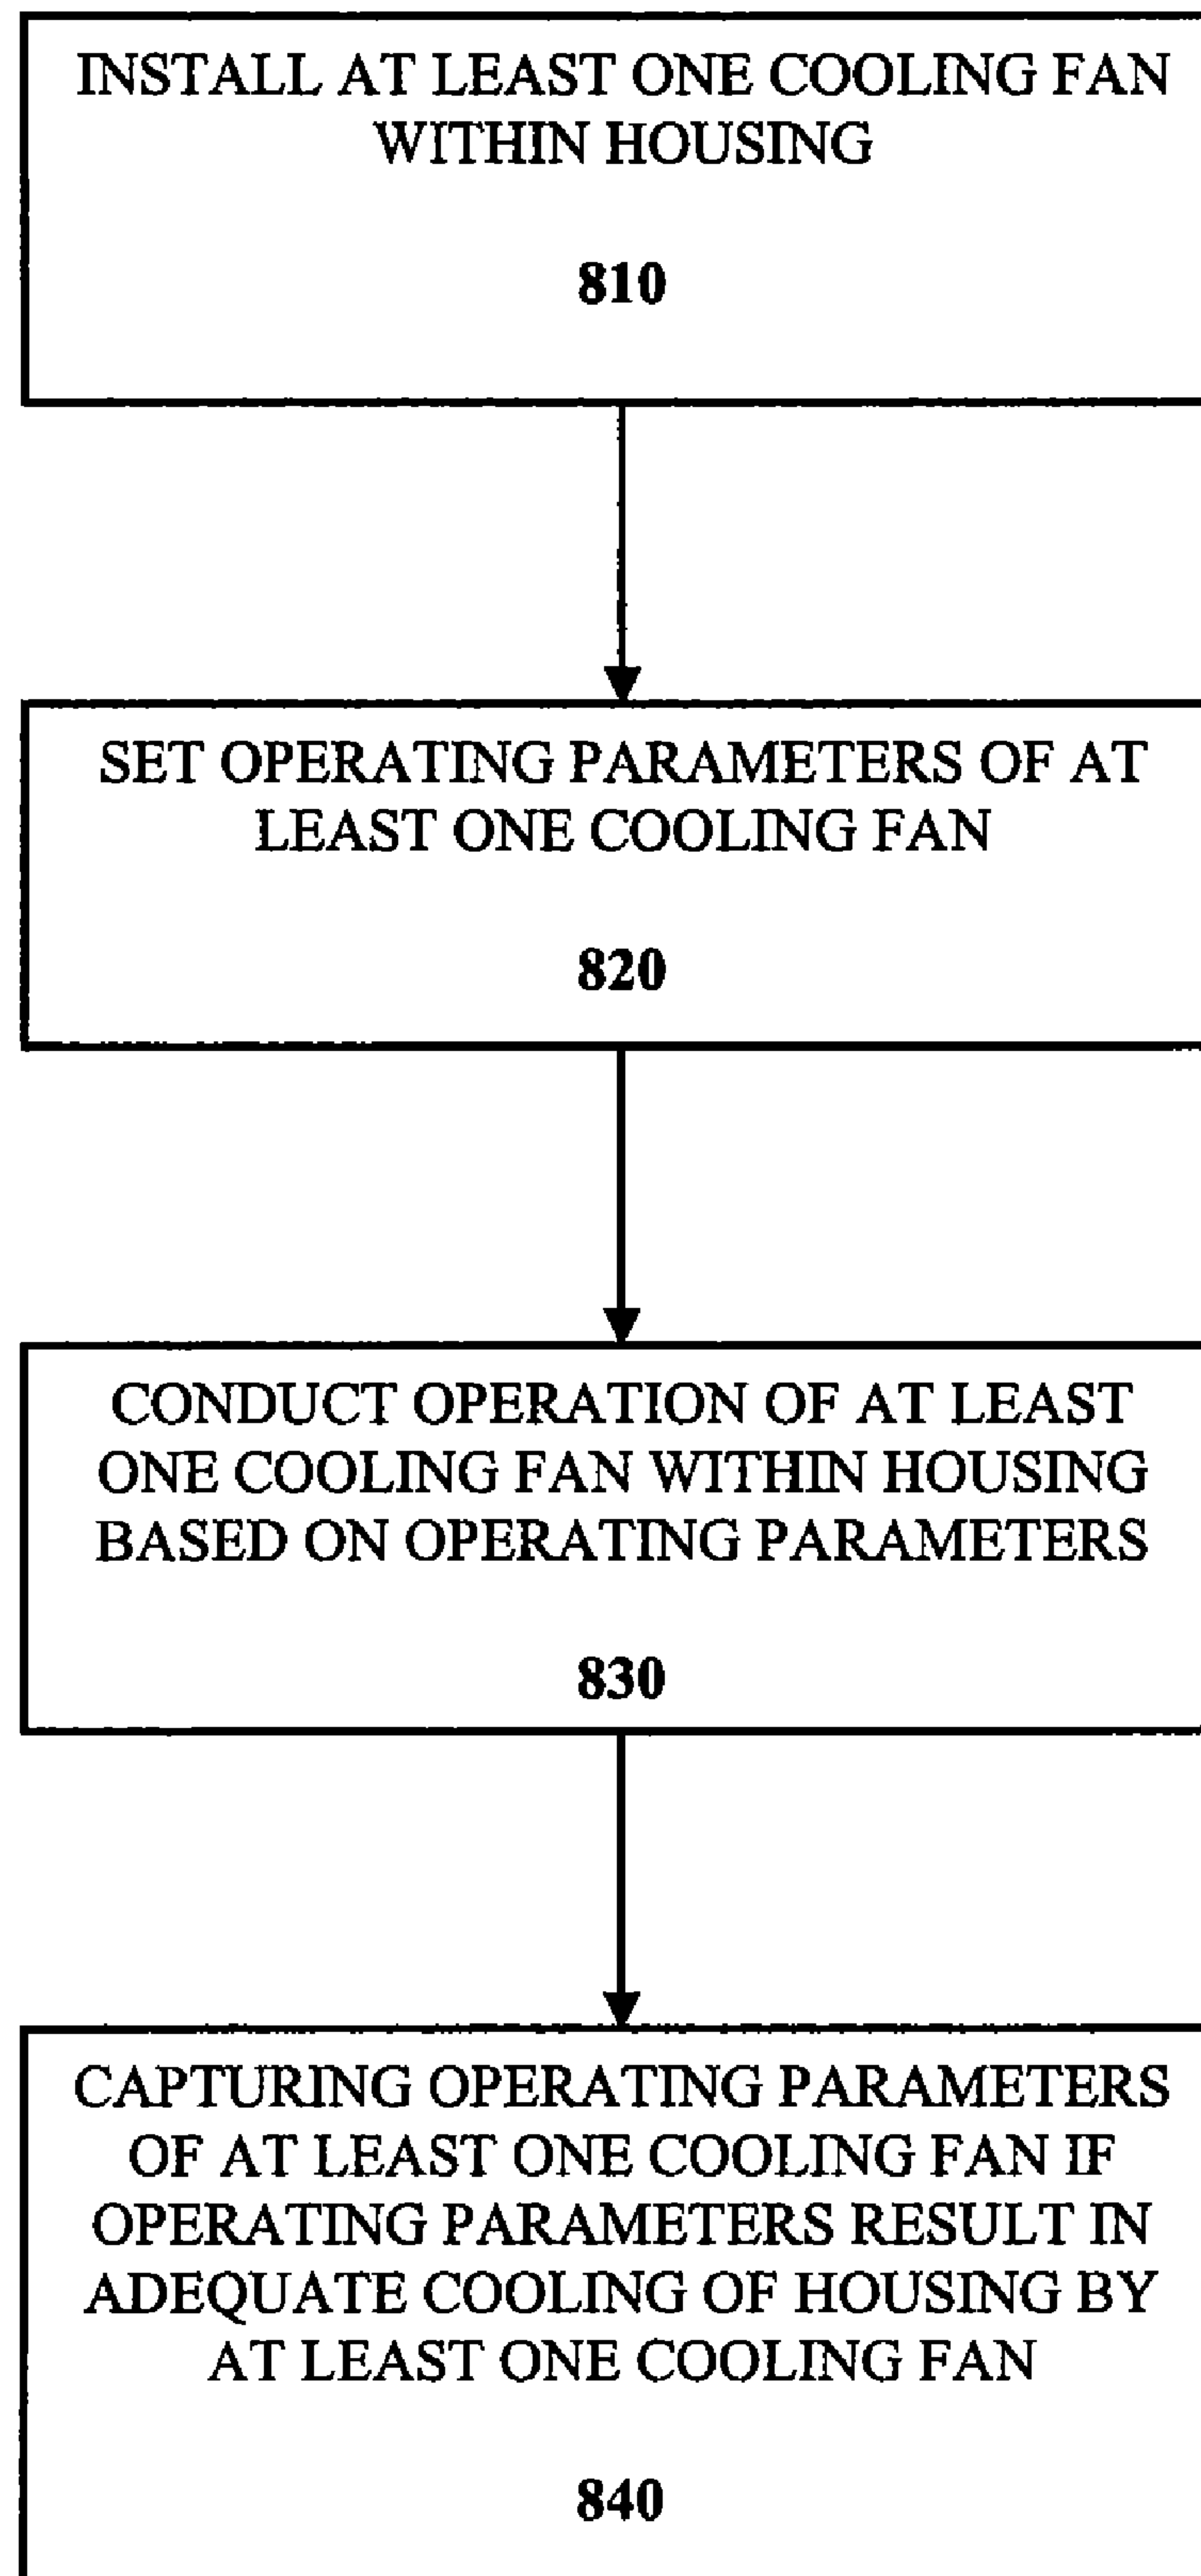 INSTALL AT LEAST ONE COOLING FAN
WITHIN HOUSING
810
SET OPERATING PARAMETERS OF AT
LEAST ONE COOLING FAN
820
CONDUCT OPERATION OF AT LEAST
ONE COOLING FAN WITHIN HOUSING
BASED ON OPERATING PARAMETERS
830
CAPTURING OPERATING PARAMETERS
OF AT LEAST ONE COOLING FAN IF
OPERATING PARAMETERS RESULT IN
ADEQUATE COOLING OF HOUSING BY
AT LEAST ONE COOLING FAN
840